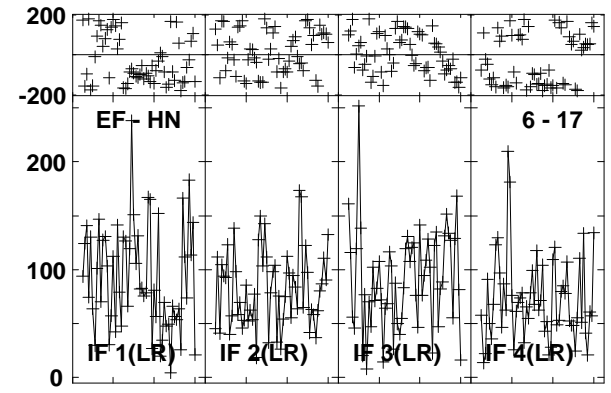 200
-200
EF - HN 6 - 17
200
100
IF 1(LR) IF 2(LR) IF 3(LR) IF 4(LR)
0